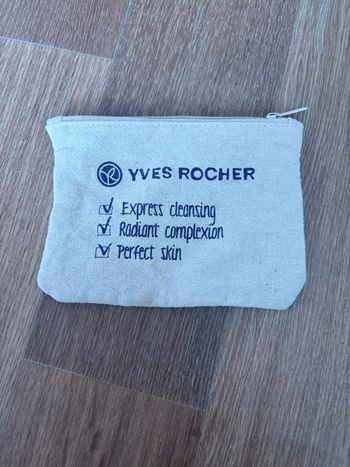 YVES ROCHER
Express cleansing
Radiant complexion
Perfect skin